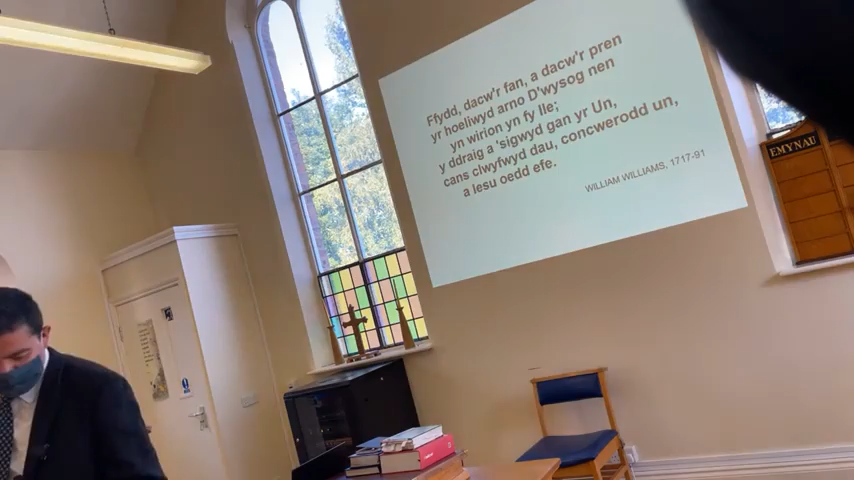 Ffydd, dacw'r fan, a dacw'r pren
yr hoeliwyd arno D'wysog nen
yn wirion yn fy lle;
y ddraig a 'sigwyd gan yr Un,
cans clwyfwyd dau, concwerodd un,
a Iesu oedd efe.
WILLIAM WILLIAMS, 1717-91
EMYNAU